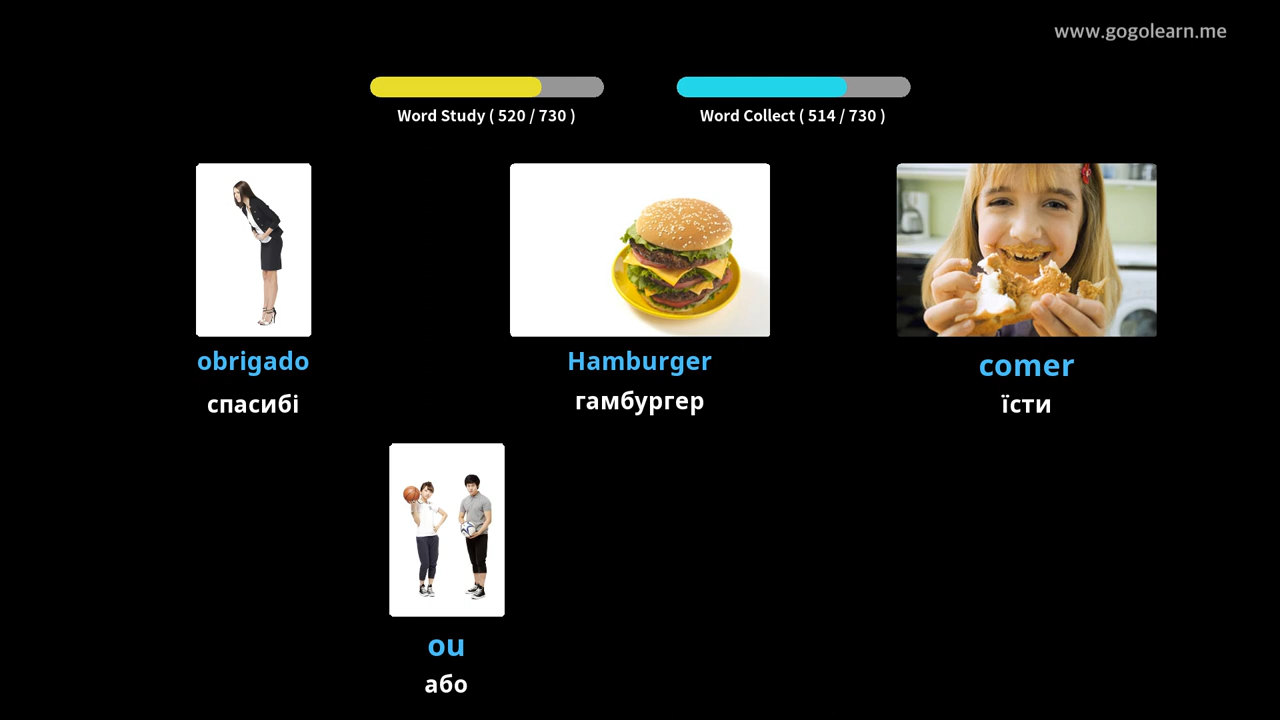 www.gogolearn.me
Word Study ( 520 / 730 )
Word Collect ( 514 / 730 )
obrigado
спасибі
Hamburger
гамбургер
comer
їсти
ou
або